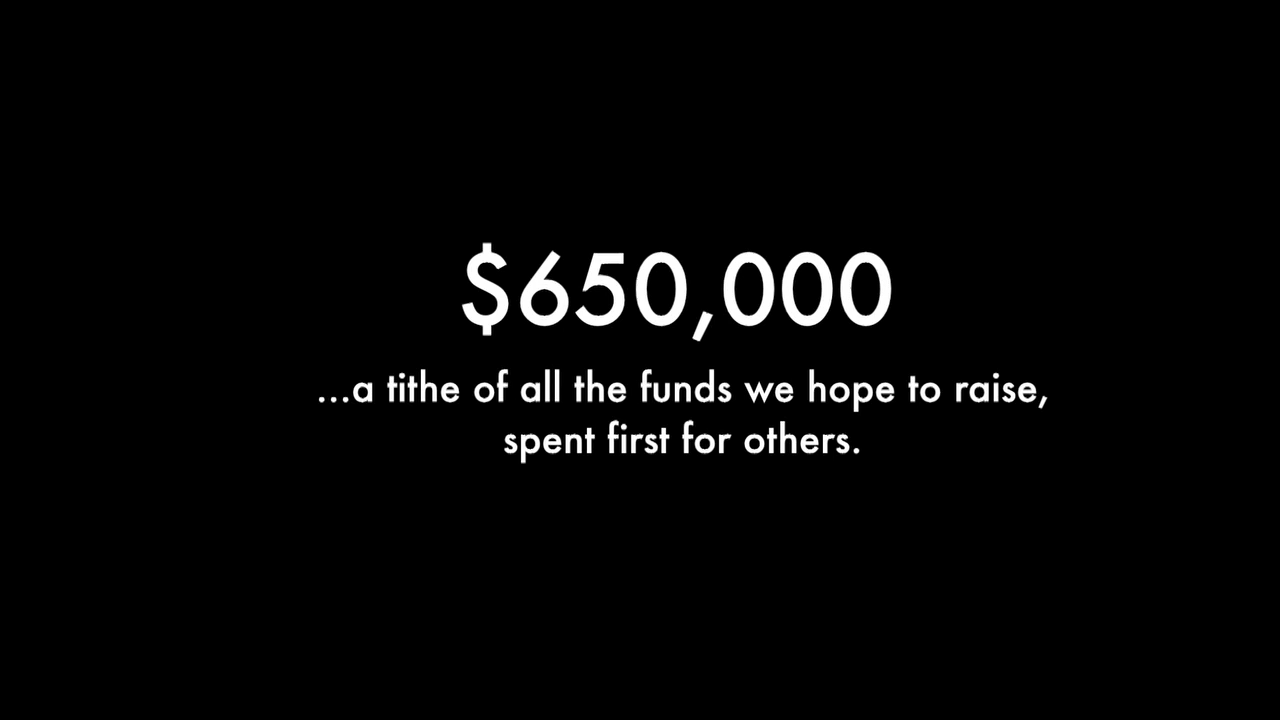 $650,000
...a tithe of all the funds we hope to raise,
spent first for others.